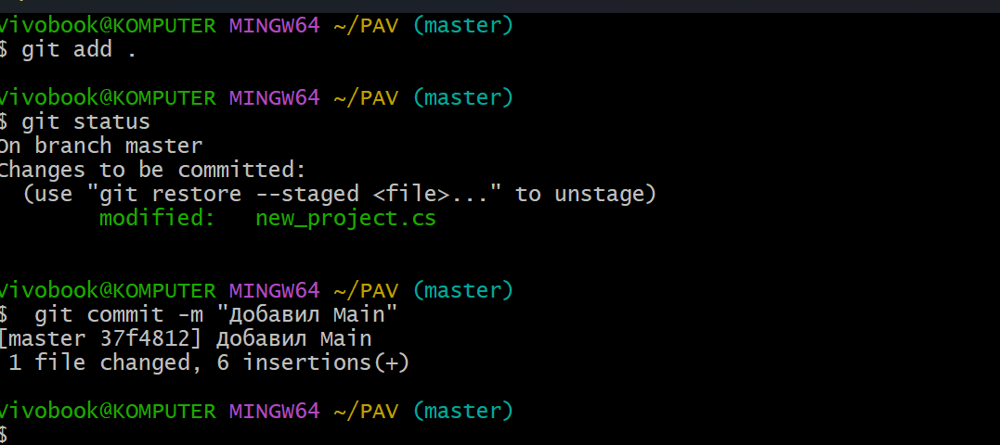 Vivobook@KOMPUTER MINGW64 ~/PAV (master)
$ git add .
Vivobook@KOMPUTER MINGW64 ~/PAV (master)
$ git status
On branch master
Changes to be committed:
  (use "git restore --staged <file>..." to unstage)
        modified:   new_project.cs
Vivobook@KOMPUTER MINGW64 ~/PAV (master)
$  git commit -m "Добавил Main"
[master 37f4812] Добавил Main
 1 file changed, 6 insertions(+)
Vivobook@KOMPUTER MINGW64 ~/PAV (master)
$